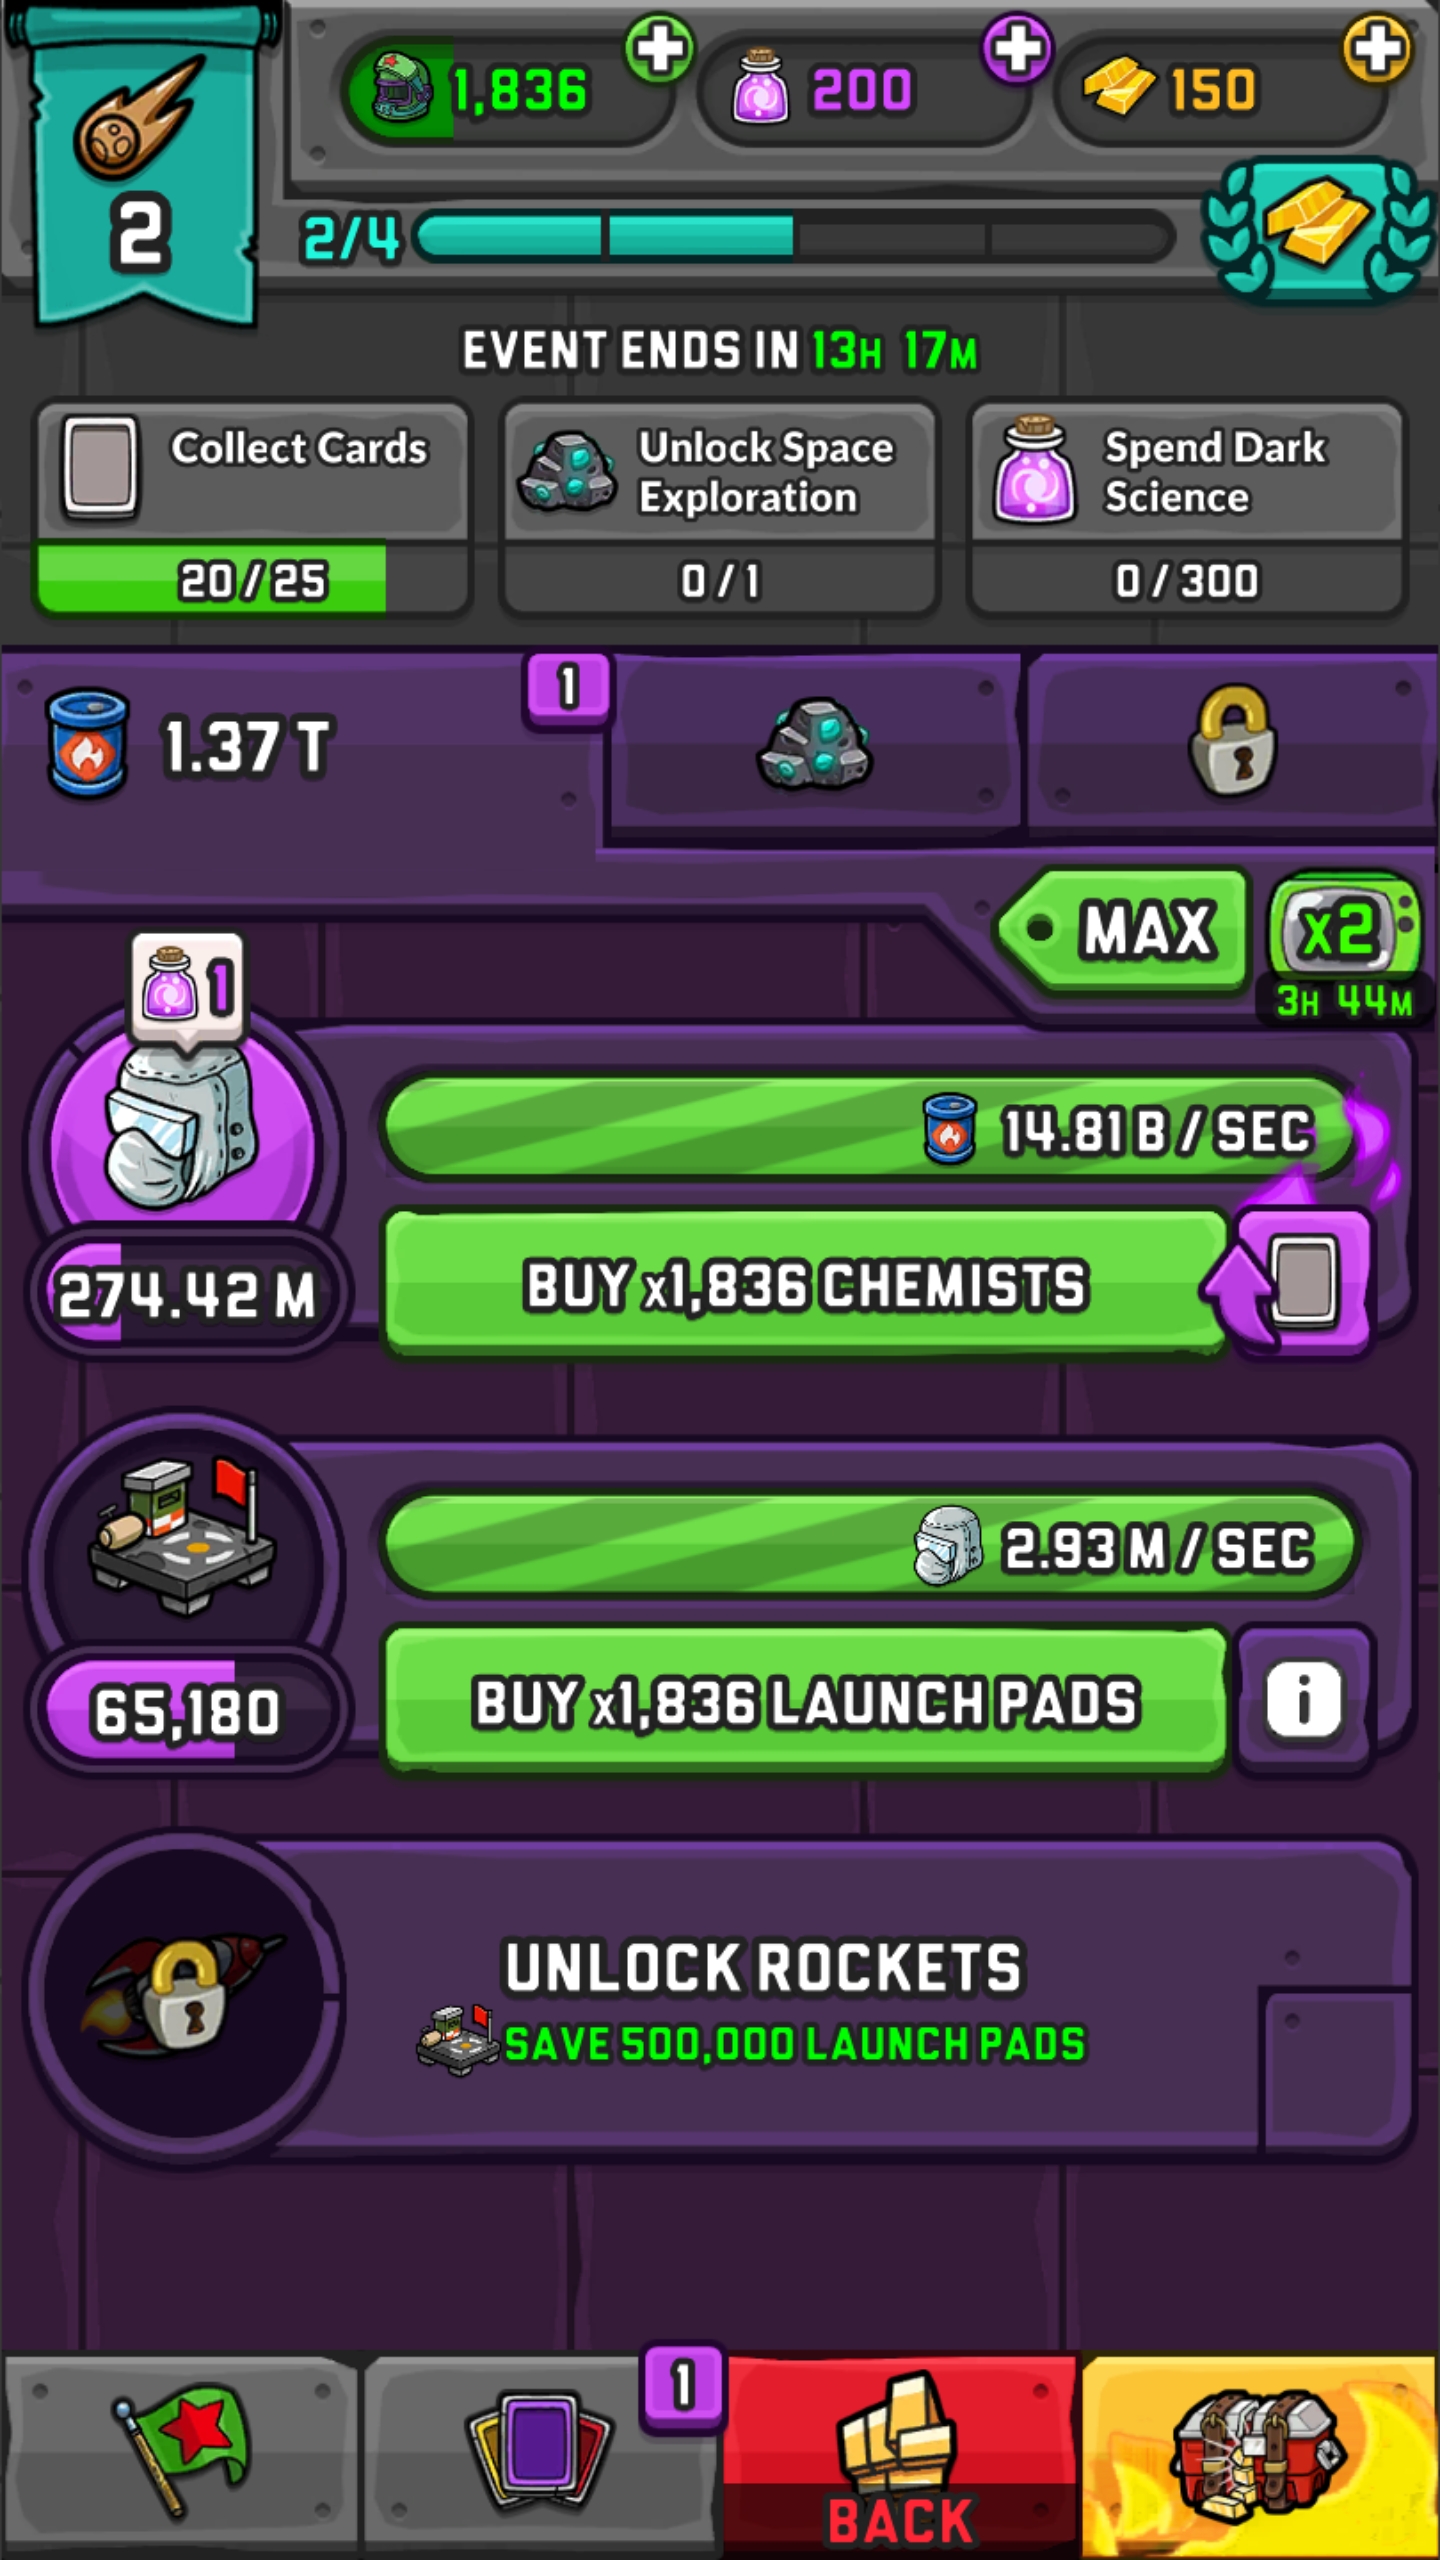 1,836
200
150
2
2/4
EVENT ENDS IN 13H 17M
Collect Cards
20/25
Unlock Space
Exploration
0/1
Spend Dark
Science
0/300
1.37 T
1
MAX
x2
3H 44M
1
14.81 B / SEC
BUY x1,836 CHEMISTS
274.42 M
2.93 M / SEC
BUY x1,836 LAUNCH PADS
i
65,180
UNLOCK ROCKETS
SAVE 500,000 LAUNCH PADS
1
BACK